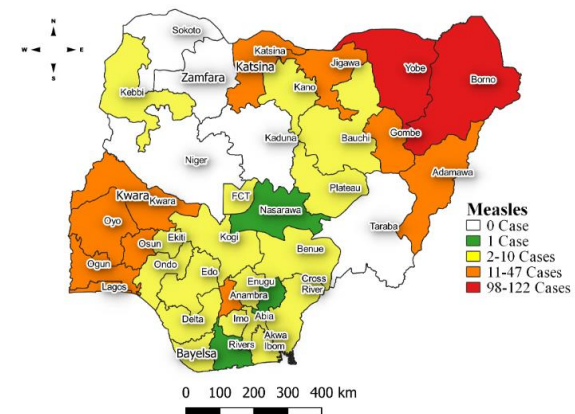 N
W
E
S
Sokoto
Katsina
Katsina
Jigawa
Yobe
Borno
Zamfara
Kebbi
Kano
Kaduna
Bauchi
Gombe
Niger
Adamawa
Plateau
FCT
Nasarawa
Kwara
Kwara
Oyo
Taraba
Ekiti
Kogi
Osun
Benue
Ogun
Ondo
Edo
Lagos
Enugu
Cross
River
Anambra
Delta
Imo
Abia
Rivers
Akwa
Ibom
Bayelsa
Measles
0 Case
1 Case
2-10 Cases
11-47 Cases
98-122 Cases
0 100 200 300 400 km